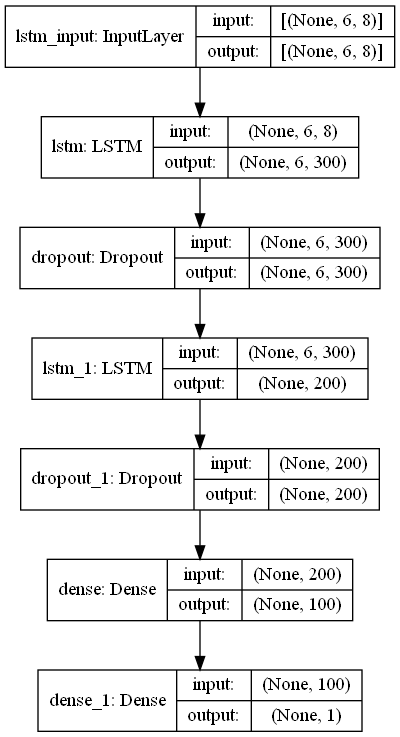 lstm_input: InputLayer
input: [(None, 6, 8)]
output: [(None, 6, 8)]
lstm: LSTM
input: (None, 6, 8)
output: (None, 6, 300)
dropout: Dropout
input: (None, 6, 300)
output: (None, 6, 300)
lstm_1: LSTM
input: (None, 6, 300)
output: (None, 200)
dropout_1: Dropout
input: (None, 200)
output: (None, 200)
dense: Dense
input: (None, 200)
output: (None, 100)
dense_1: Dense
input: (None, 100)
output: (None, 1)